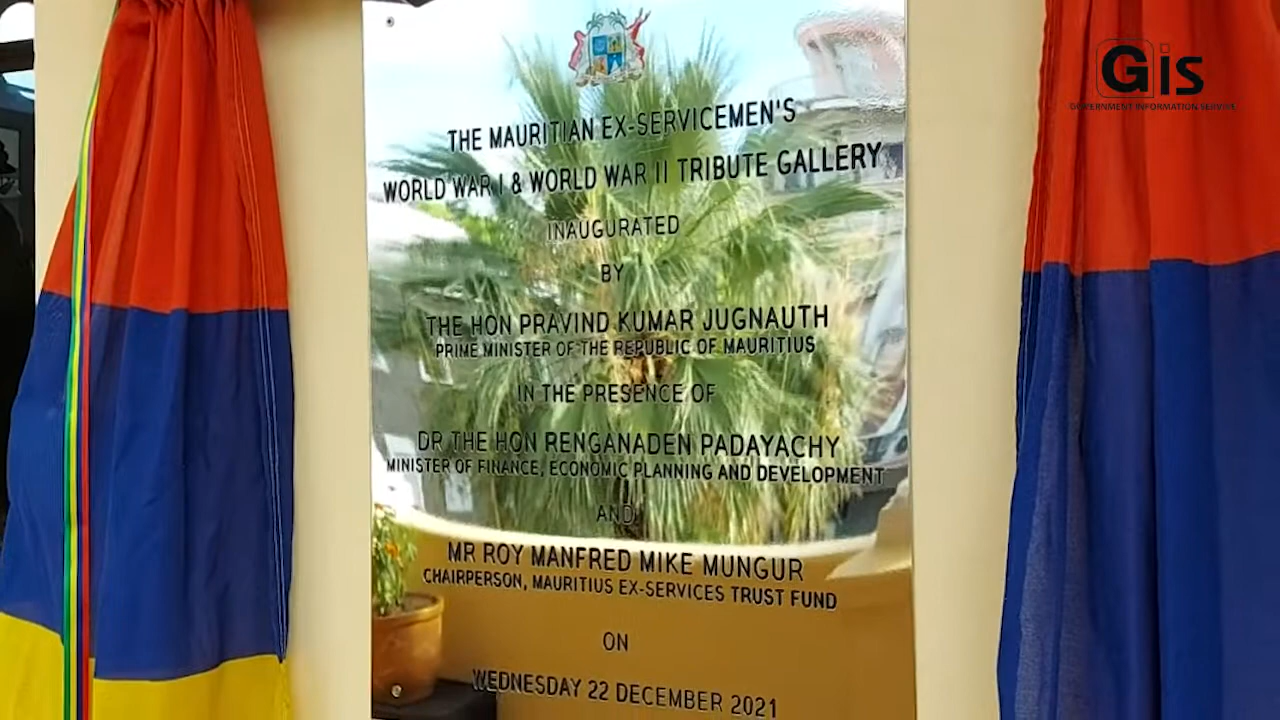 Gis
GOVERNMENT INFORMATION SERVICE
THE MAURITIAN EX-SERVICEMEN'S
WORLD WAR I & WORLD WAR II TRIBUTE GALLERY
INAUGURATED
BY
THE HON PRAVIND KUMAR JUGNAUTH
PRIME MINISTER OF THE REPUBLIC OF MAURITIUS
IN THE PRESENCE OF
DR THE HON RENGANADEN PADAYACHY
MINISTER OF FINANCE, ECONOMIC PLANNING AND DEVELOPMENT
AND
MR ROY MANFRED MIKE MUNGUR
CHAIRPERSON, MAURITIUS EX-SERVICES TRUST FUND
ON
WEDNESDAY 22 DECEMBER 2021